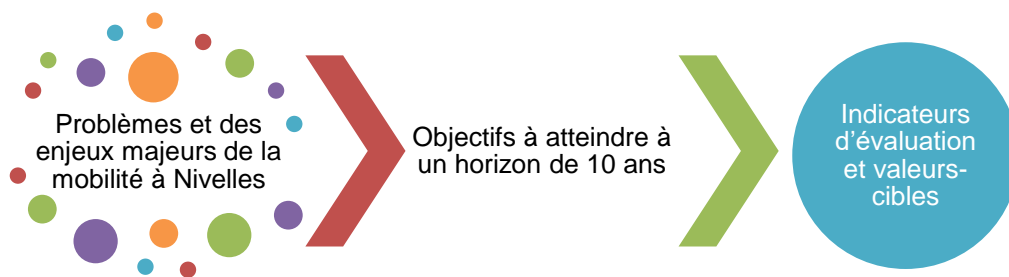 Problèmes et des
enjeux majeurs de la
mobilité à Nivelles
Objectifs à atteindre à
un horizon de 10 ans
Indicateurs
d'évaluation
et valeurs-
cibles